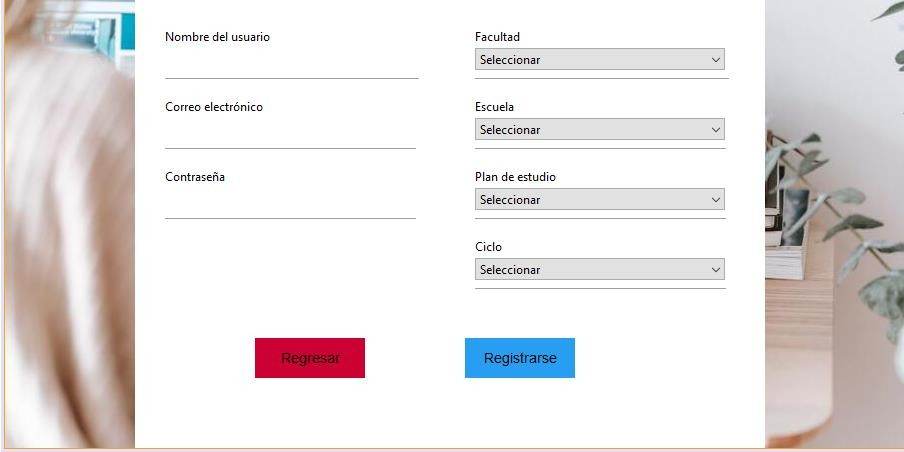 Nombre del usuario
Correo electrónico
Contraseña
Facultad
Seleccionar
Escuela
Seleccionar
Plan de estudio
Seleccionar
Ciclo
Seleccionar
Regresar
Registrarse